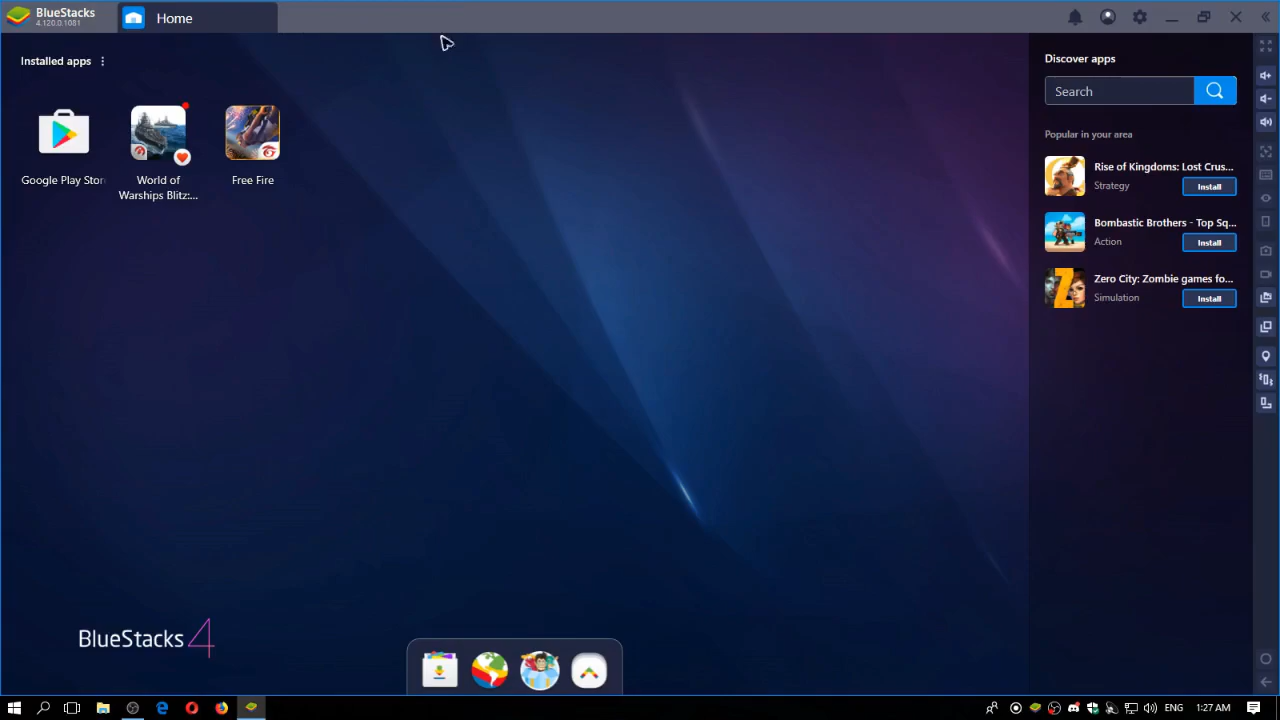 BlueStacks
4.120.0.1081
Home
Installed apps
Google Play Stor
World of
Warships Blitz:...
Free Fire
Discover apps
Search
Popular in your area
Rise of Kingdoms: Lost Crus...
Strategy
Install
Bombastic Brothers - Top Sq...
Action
Install
Zero City: Zombie games fo...
Simulation
Install
BlueStacks 4
ENG
1:27 AM